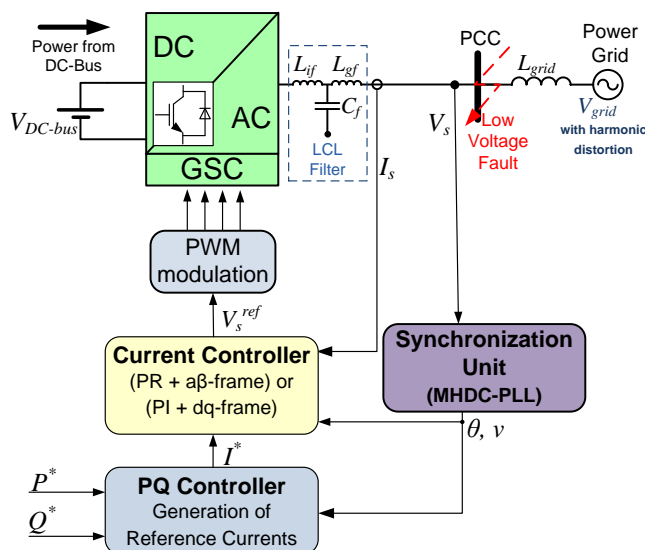 Power from
DC-Bus
V_DC-bus
DC
AC
GSC
L_if
L_gf
C_f
LCL
Filter
I_s
V_s
PCC
Low
Voltage
Fault
L_grid
Power
Grid
V_grid
with harmonic
distortion
PWM
modulation
V_s^ref
Current Controller
(PR + aβ-frame) or
(PI + dq-frame)
Synchronization
Unit
(MHDC-PLL)
θ, v
I*
P*
Q*
PQ Controller
Generation of
Reference Currents